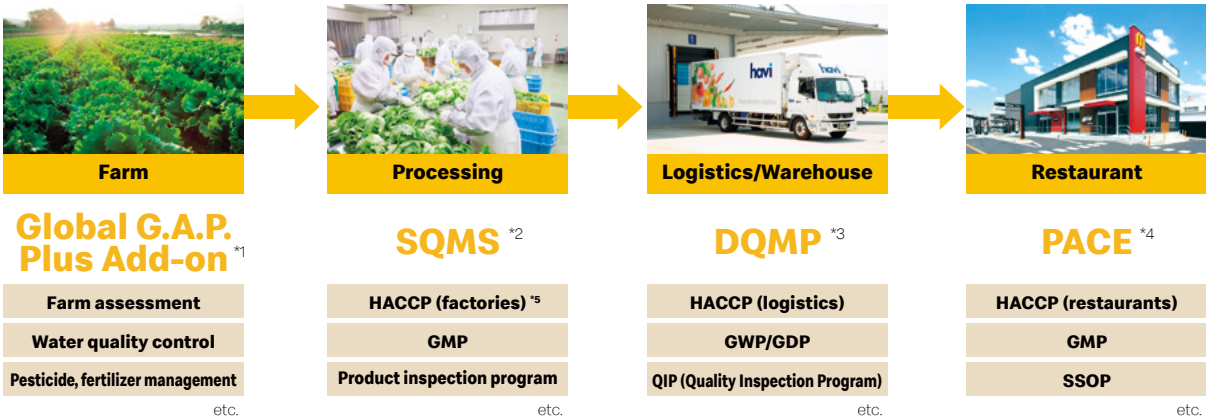 havi
havi
Farm
Processing
Logistics/Warehouse
Restaurant
Global G.A.P.
Plus Add-on *1
SQMS *2
DQMP *3
PACE *4
Farm assessment
Water quality control
Pesticide, fertilizer management
etc.
HACCP (factories) *5
GMP
Product inspection program
etc.
HACCP (logistics)
GWP/GDP
QIP (Quality Inspection Program)
etc.
HACCP (restaurants)
GMP
SSOP
etc.